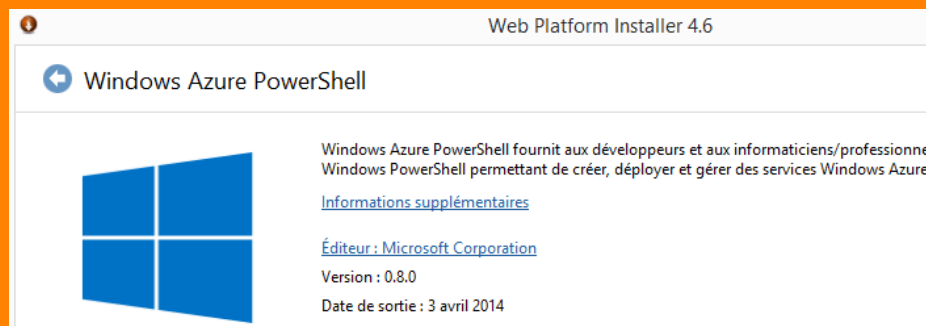 Web Platform Installer 4.6
Windows Azure PowerShell
Windows Azure PowerShell fournit aux développeurs et aux informaticiens/professionne
Windows PowerShell permettant de créer, déployer et gérer des services Windows Azure
Informations supplémentaires
Éditeur : Microsoft Corporation
Version : 0.8.0
Date de sortie : 3 avril 2014